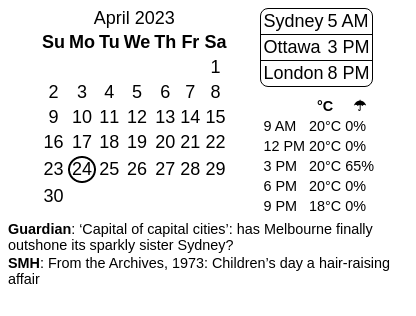 April 2023
Su Mo Tu We Th Fr Sa
1
2 3 4 5 6 7 8
9 10 11 12 13 14 15
16 17 18 19 20 21 22
23 24 25 26 27 28 29
30
Sydney 5 AM
Ottawa 3 PM
London 8 PM
°C ☂
9 AM 20°C 0%
12 PM 20°C 0%
3 PM 20°C 65%
6 PM 20°C 0%
9 PM 18°C 0%
Guardian: ‘Capital of capital cities’: has Melbourne finally
outshone its sparkly sister Sydney?
SMH: From the Archives, 1973: Children’s day a hair-raising
affair